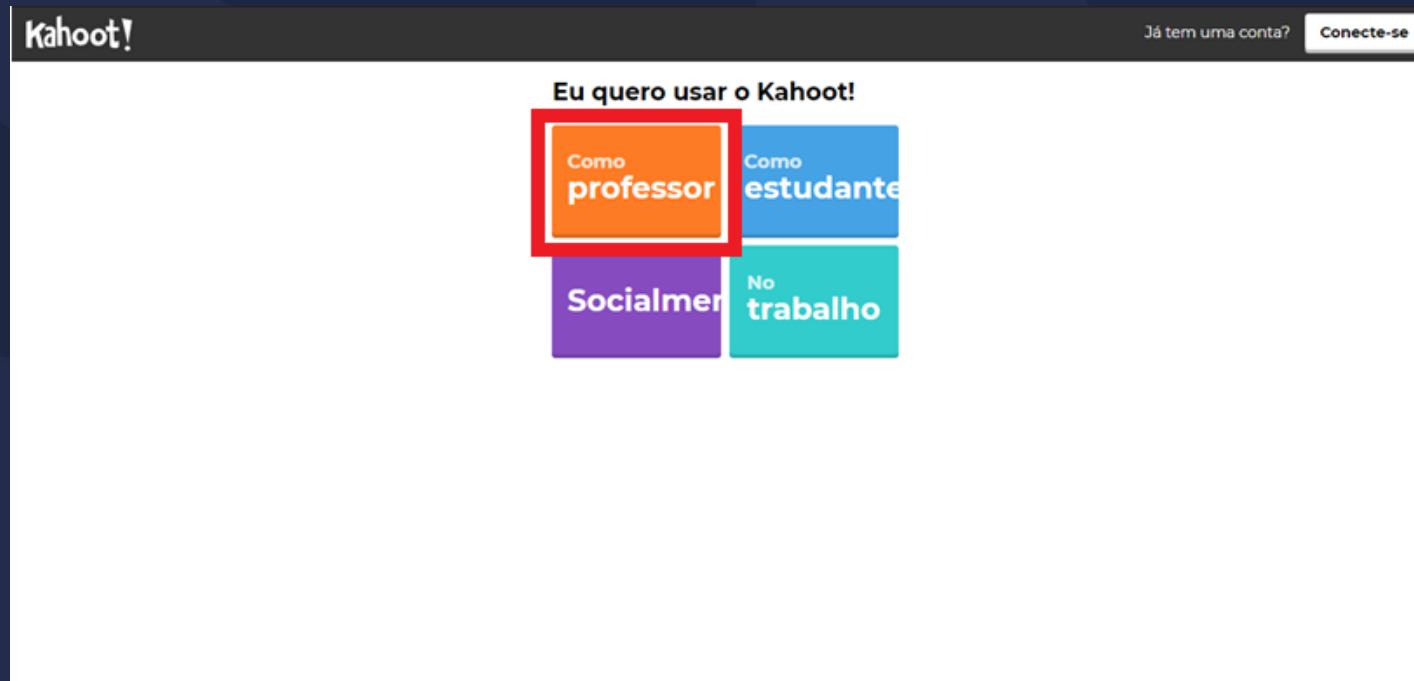 Kahoot!
Já tem uma conta?
Conecte-se
Eu quero usar o Kahoot!
Como
professor
Como
estudante
Socialmen
No
trabalho